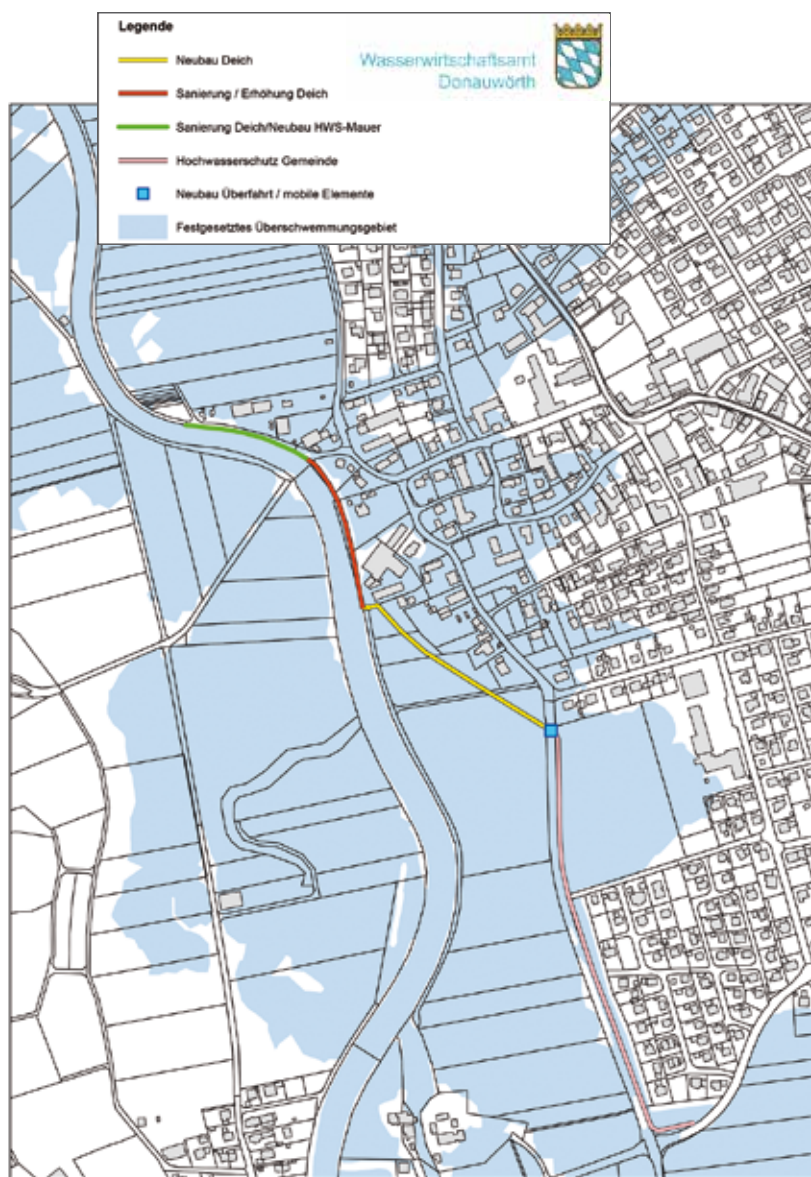 Legende
Wasserwirtschaftsamt
Donauwörth
Neubau Deich
Sanierung / Erhöhung Deich
Sanierung Deich/Neubau HWS-Mauer
Hochwasserschutz Gemeinde
Neubau Überfahrt / mobile Elemente
Festgesetztes Überschwemmungsgebiet